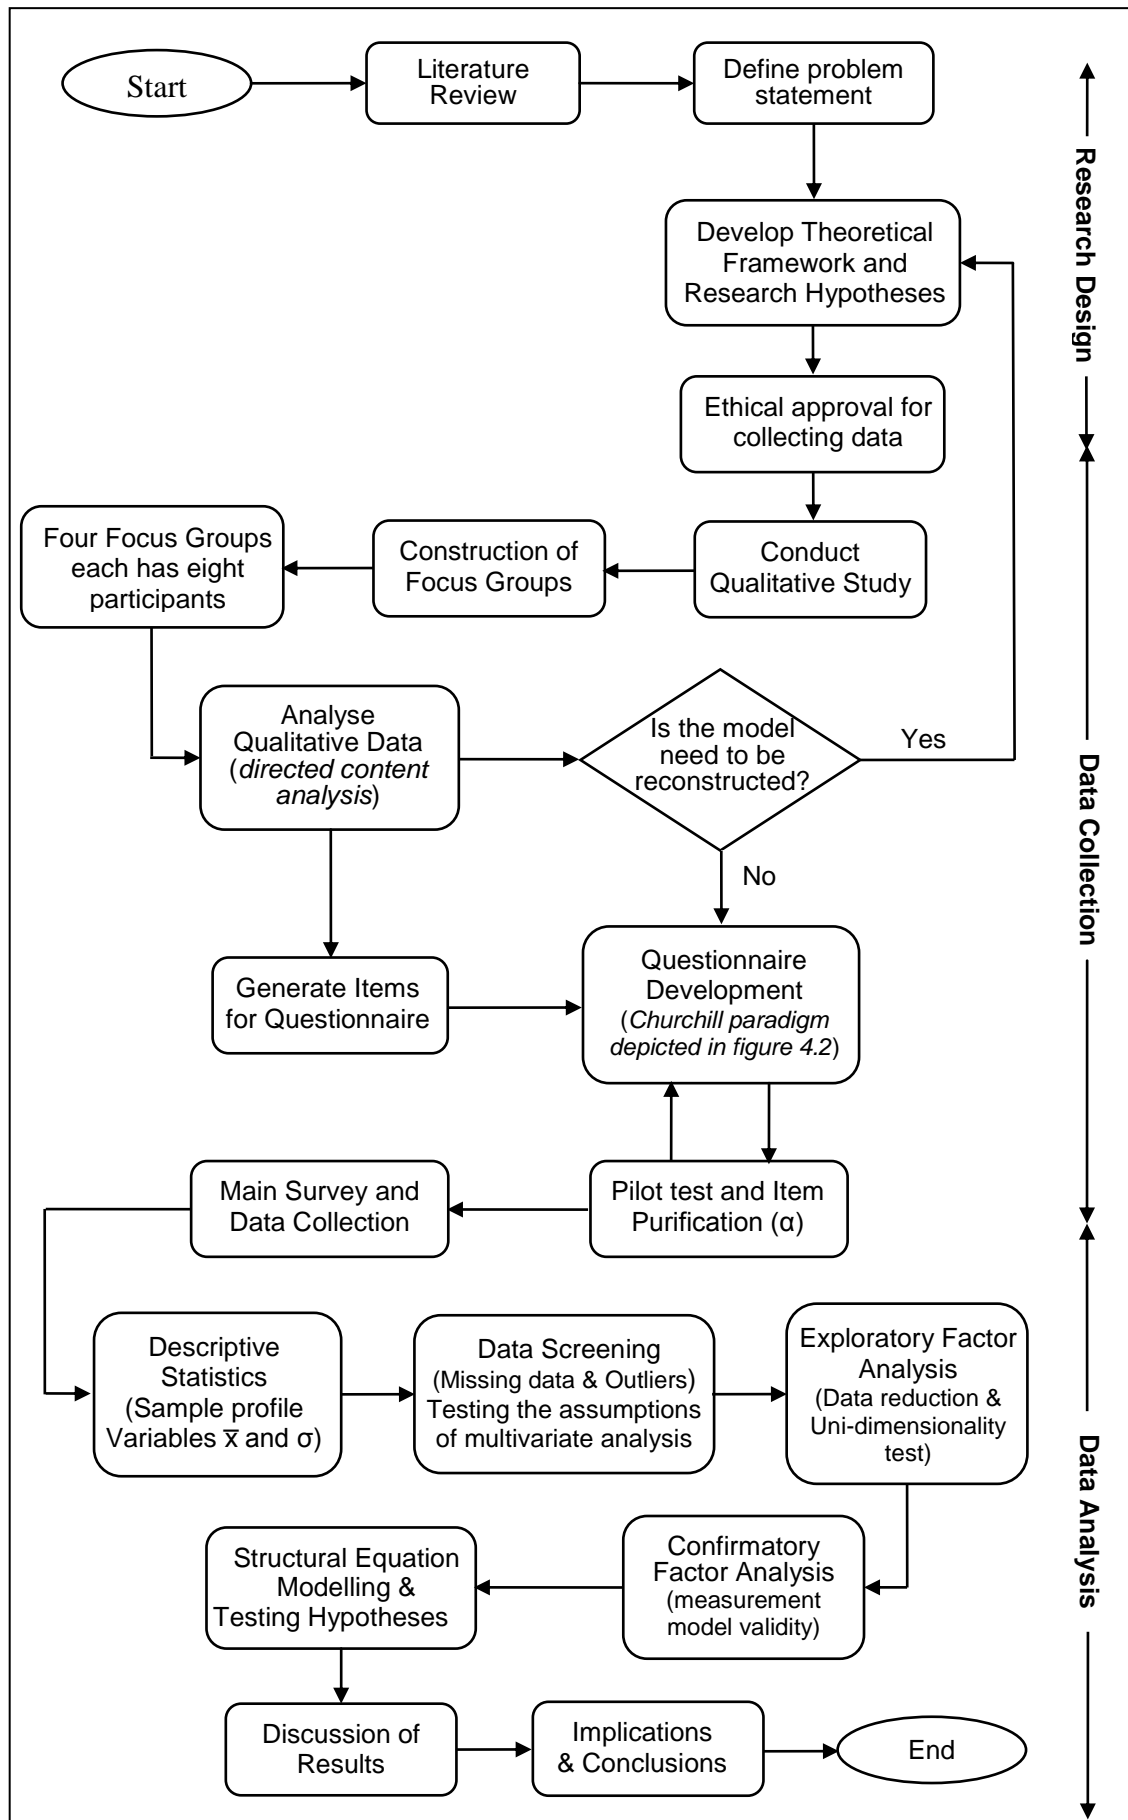 Start
Literature
Review
Define problem
statement
Develop Theoretical
Framework and
Research Hypotheses
Ethical approval for
collecting data
Research Design
Conduct
Qualitative Study
Construction of
Focus Groups
Four Focus Groups
each has eight
participants
Analyse
Qualitative Data
(directed content
analysis)
Is the model
need to be
reconstructed?
Yes
No
Generate Items
for Questionnaire
Questionnaire
Development
(Churchill paradigm
depicted in figure 4.2)
Data Collection
Pilot test and Item
Purification (α)
Main Survey and
Data Collection
Descriptive
Statistics
(Sample profile
Variables x̅ and σ)
Data Screening
(Missing data & Outliers)
Testing the assumptions
of multivariate analysis
Exploratory Factor
Analysis
(Data reduction &
Uni-dimensionality
test)
Data Analysis
Confirmatory
Factor Analysis
(measurement
model validity)
Structural Equation
Modelling &
Testing Hypotheses
Discussion of
Results
Implications
& Conclusions
End